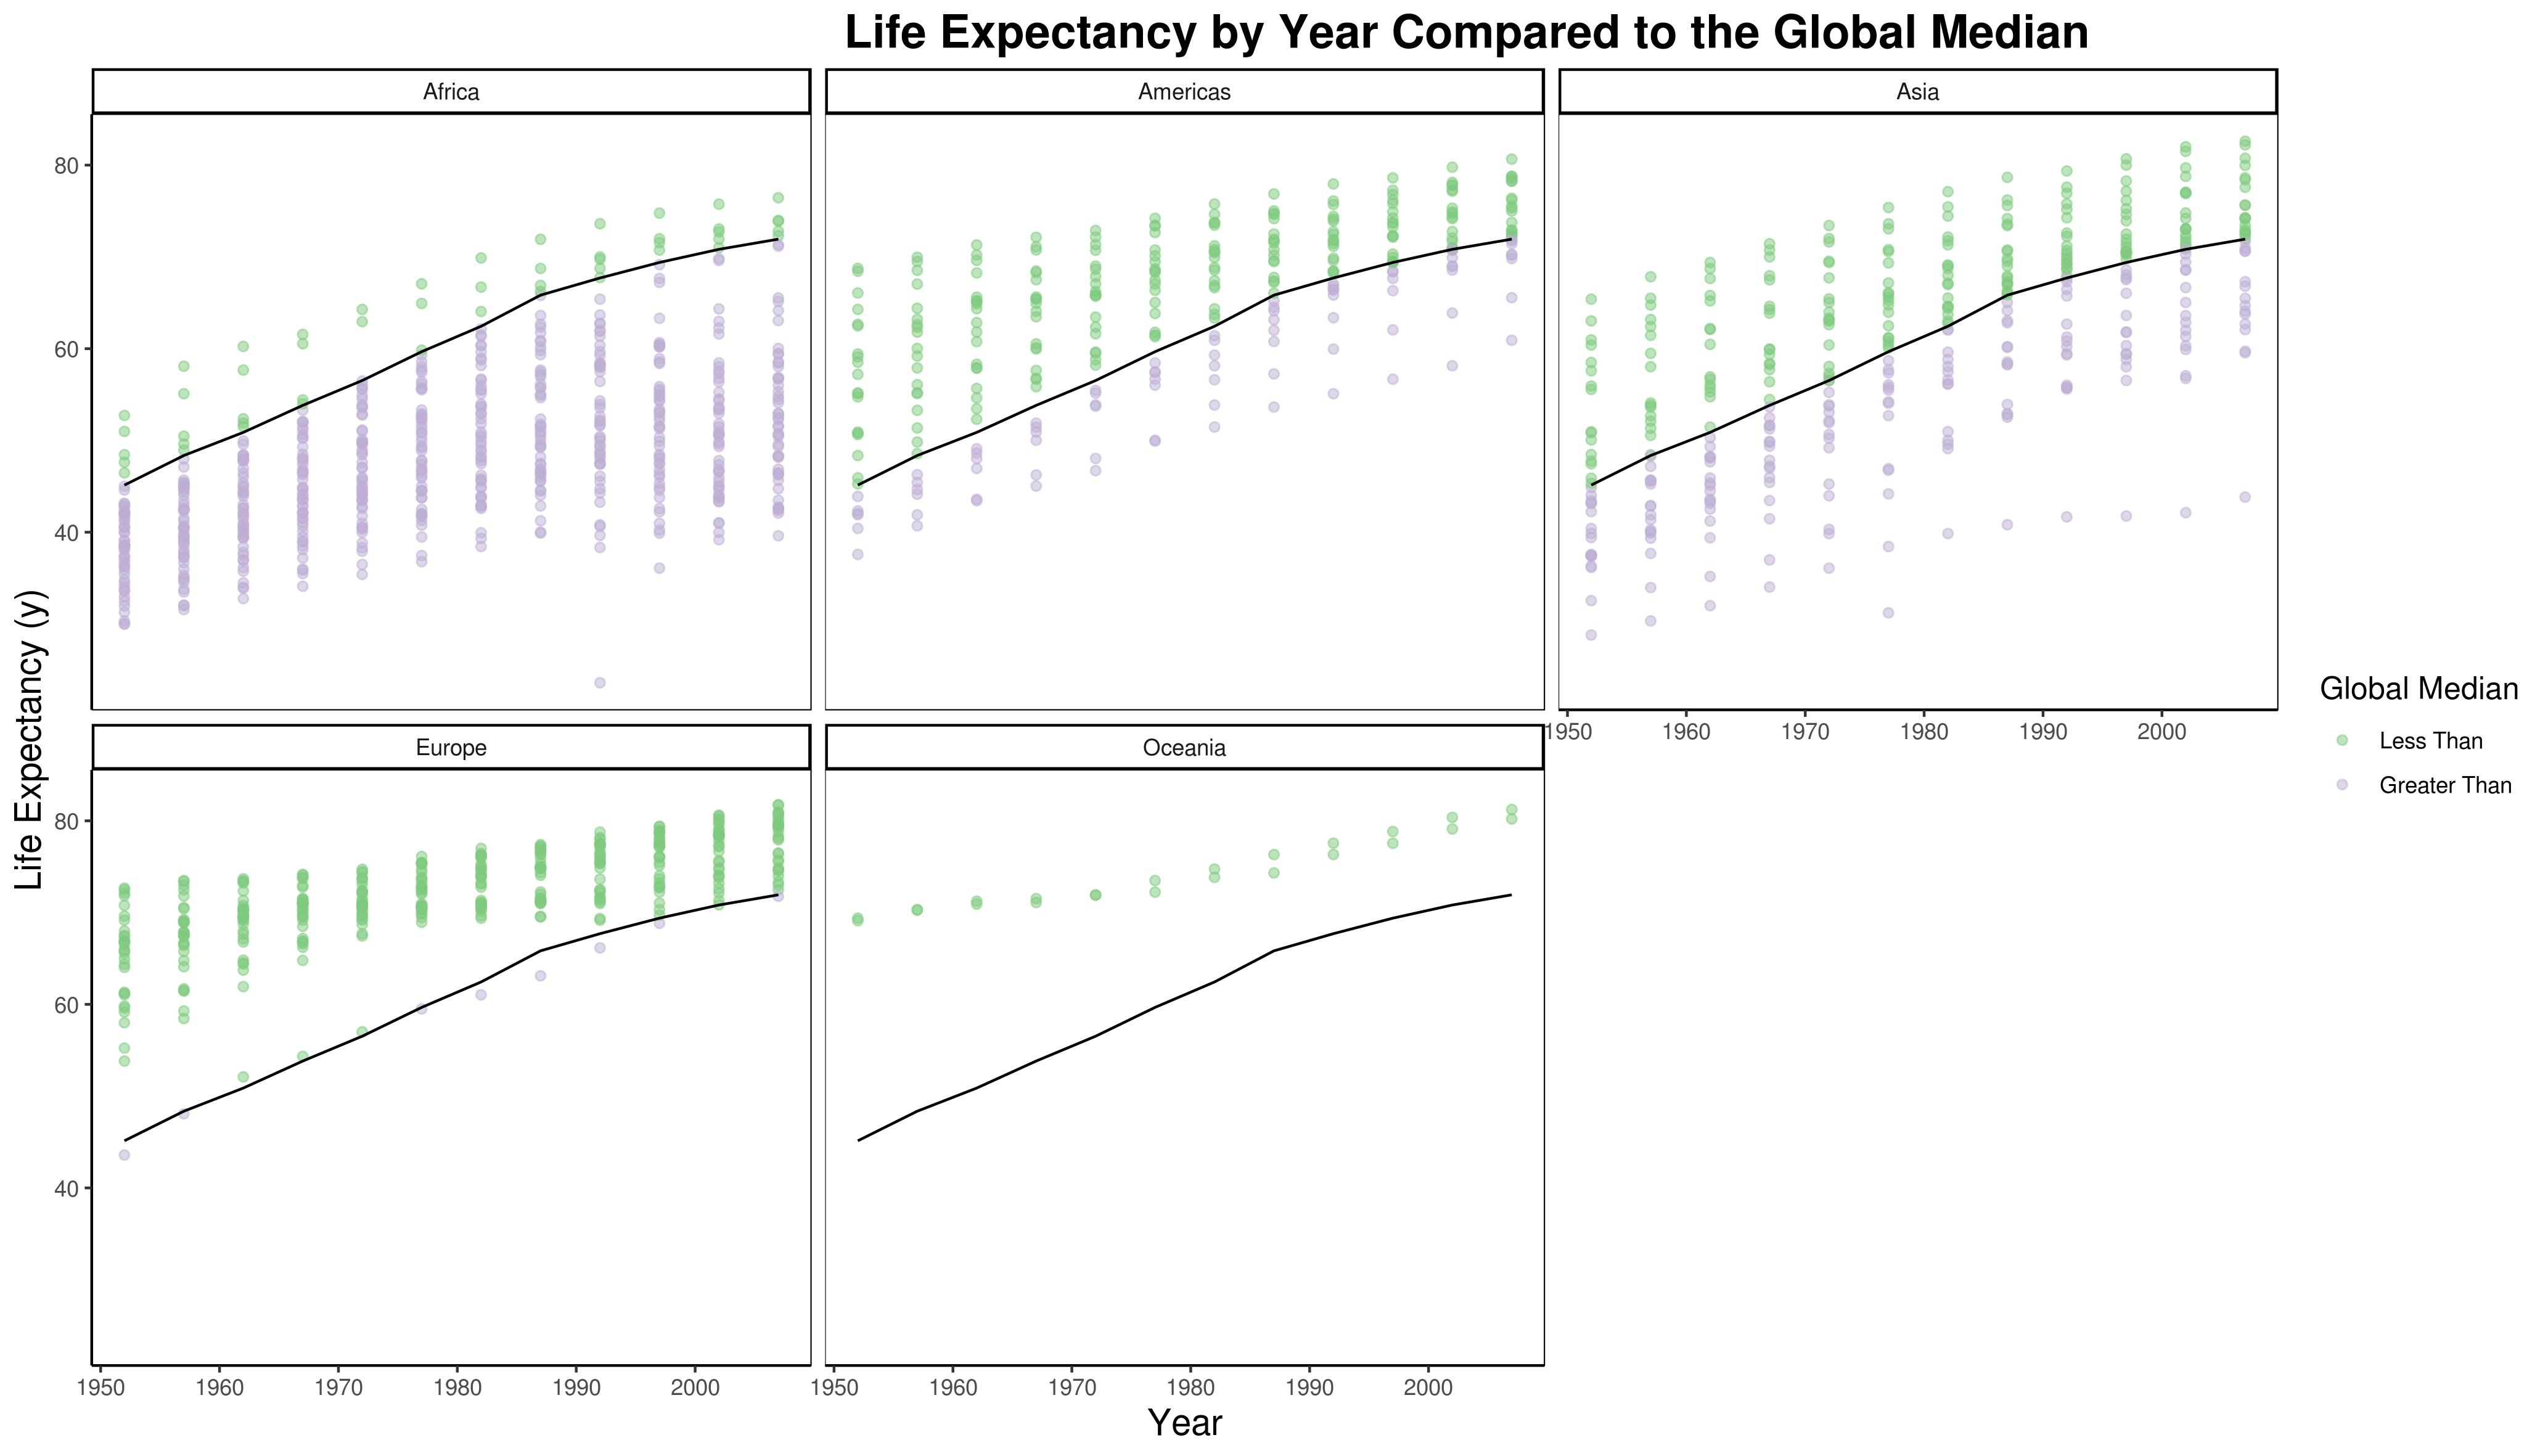 Life Expectancy by Year Compared to the Global Median
Africa
Americas
Asia
80
60
40
1950 1960 1970 1980 1990 2000
Europe
Oceania
80
60
40
1950 1960 1970 1980 1990 2000
1950 1960 1970 1980 1990 2000
Life Expectancy (y)
Year
Global Median
Less Than
Greater Than